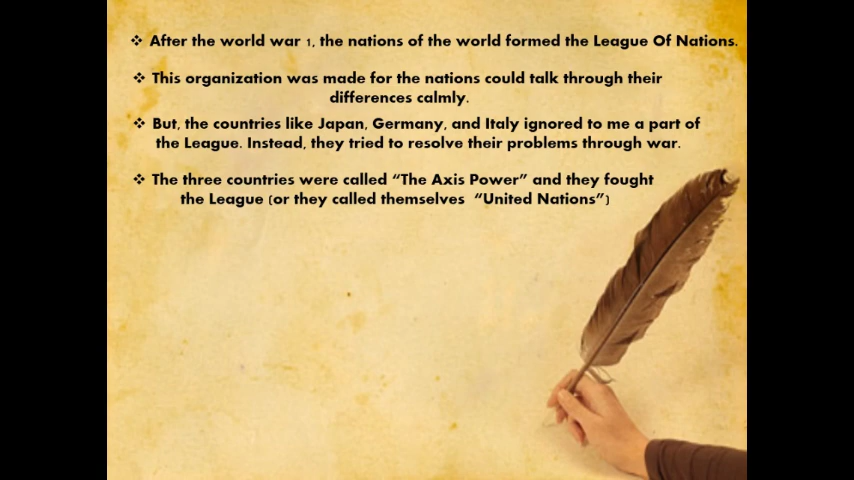 ❖ After the world war 1, the nations of the world formed the League Of Nations.
❖ This organization was made for the nations could talk through their
differences calmly.
❖ But, the countries like Japan, Germany, and Italy ignored to me a part of
the League. Instead, they tried to resolve their problems through war.
❖ The three countries were called “The Axis Power” and they fought
the League (or they called themselves “United Nations”)